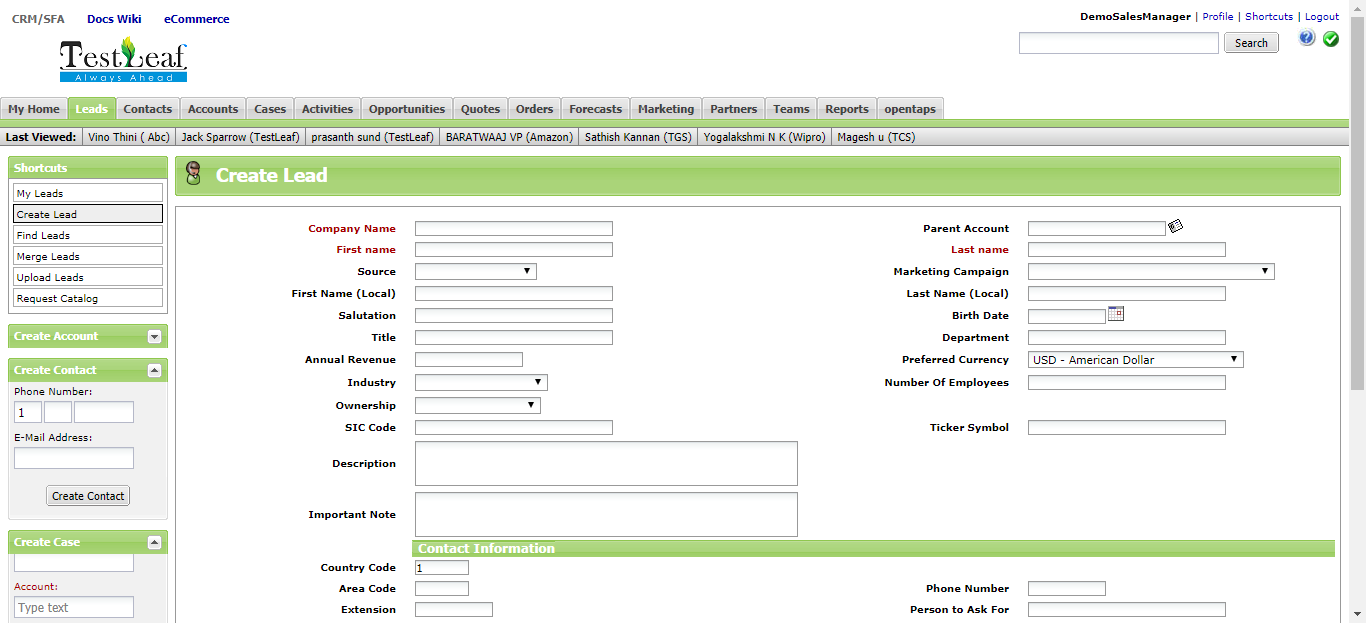 CRM/SFA Docs Wiki eCommerce
DemoSalesManager | Profile | Shortcuts | Logout
TestLeaf
Always Ahead
Search
My Home Leads Contacts Accounts Cases Activities Opportunities Quotes Orders Forecasts Marketing Partners Teams Reports opentaps
Last Viewed: Vino Thini ( Abc) Jack Sparrow (TestLeaf) prasanth sund (TestLeaf) BARATWAAJ VP (Amazon) Sathish Kannan (TGS) Yogalakshmi N K (Wipro) Magesh u (TCS)
Shortcuts
My Leads
Create Lead
Find Leads
Merge Leads
Upload Leads
Request Catalog
Create Account
Create Contact
Phone Number:
1
E-Mail Address:
Create Contact
Create Case
Account:
Type text
Create Lead
Company Name Parent Account
First name Last name
Source Marketing Campaign
First Name (Local) Last Name (Local)
Salutation Birth Date
Title Department
Annual Revenue Preferred Currency USD - American Dollar
Industry Number Of Employees
Ownership
SIC Code Ticker Symbol
Description
Important Note
Contact Information
Country Code 1
Area Code Phone Number
Extension Person to Ask For